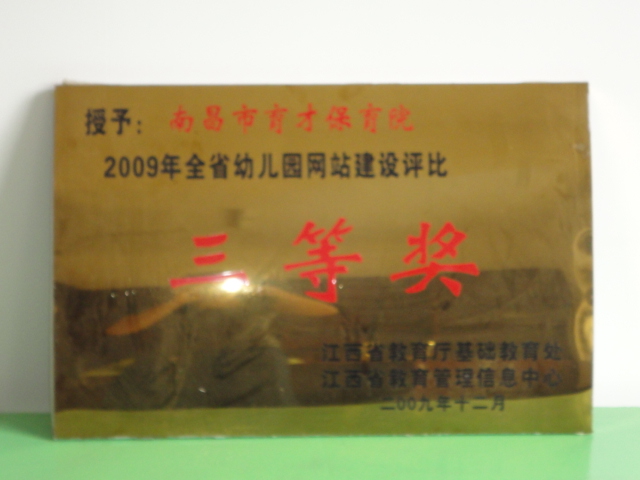 授予：南昌市育才保育院
2009年全省幼儿园网站建设评比
三等奖
江西省教育厅基础教育处
江西省教育管理信息中心
二00九年十二月